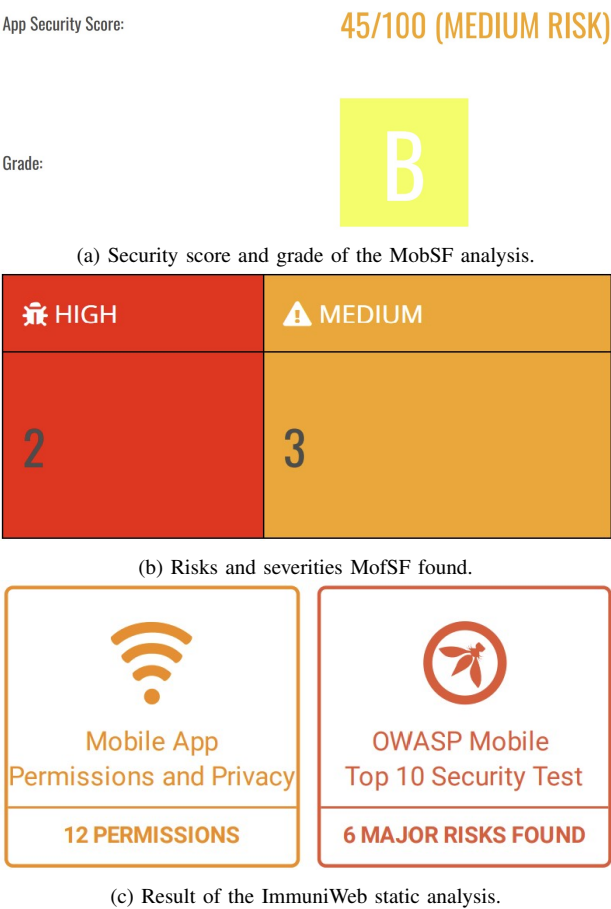 App Security Score:
45/100 (MEDIUM RISK)
Grade:
B
(a) Security score and grade of the MobSF analysis.
HIGH
MEDIUM
2
3
(b) Risks and severities MofSF found.
Mobile App
Permissions and Privacy
12 PERMISSIONS
OWASP Mobile
Top 10 Security Test
6 MAJOR RISKS FOUND
(c) Result of the ImmuniWeb static analysis.